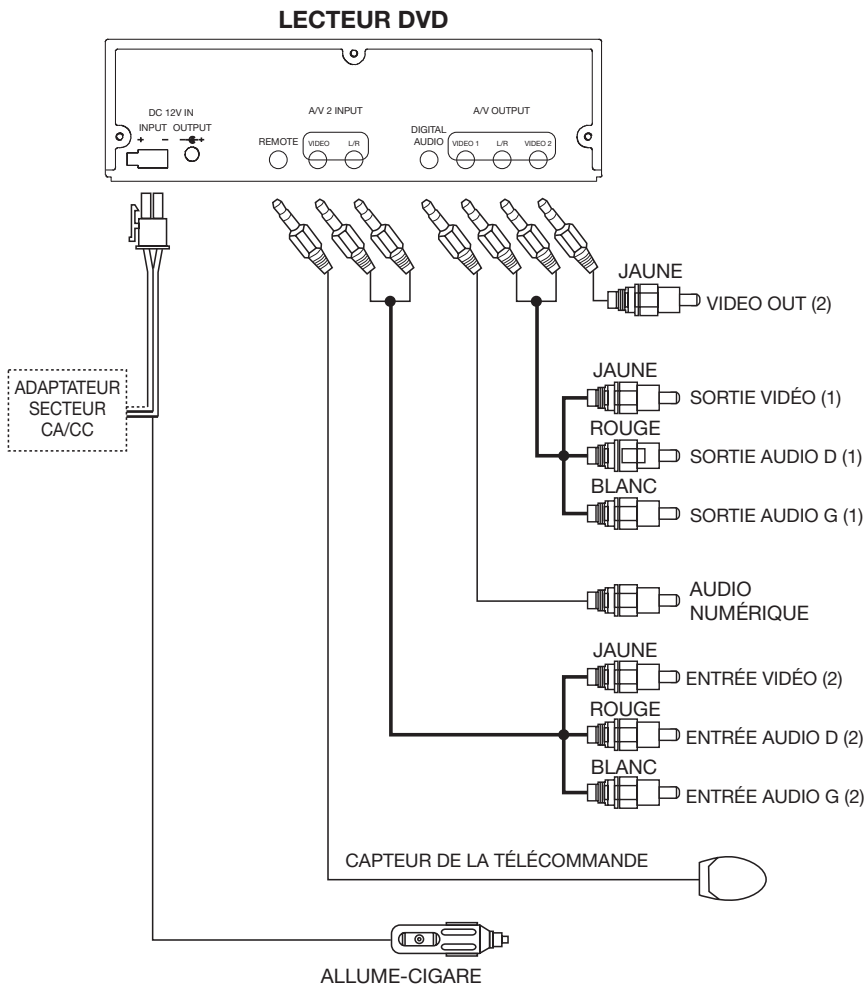 LECTEUR DVD
DC 12V IN
INPUT OUTPUT
+ - - +
A/V 2 INPUT
REMOTE
VIDEO
L/R
A/V OUTPUT
DIGITAL
AUDIO
VIDEO 1
L/R
VIDEO 2
JAUNE
VIDEO OUT (2)
ADAPTATEUR
SECTEUR
CA/CC
JAUNE
SORTIE VIDÉO (1)
ROUGE
SORTIE AUDIO D (1)
BLANC
SORTIE AUDIO G (1)
AUDIO
NUMÉRIQUE
JAUNE
ENTRÉE VIDÉO (2)
ROUGE
ENTRÉE AUDIO D (2)
BLANC
ENTRÉE AUDIO G (2)
CAPTEUR DE LA TÉLÉCOMMANDE
ALLUME-CIGARE